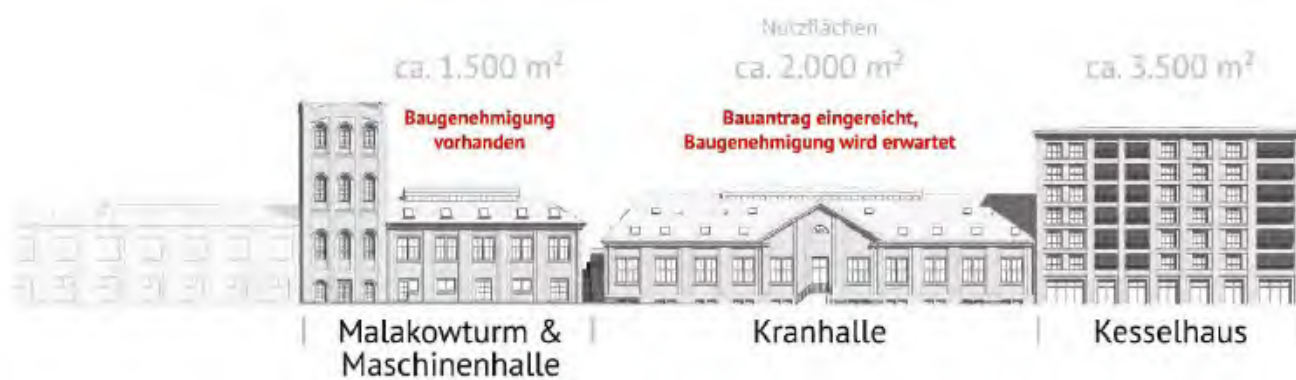 Nutzflächen
ca. 1.500 m²
ca. 2.000 m²
ca. 3.500 m²
Baugenehmigung
vorhanden
Bauantrag eingereicht,
Baugenehmigung wird erwartet
Malakowturm &
Maschinenhalle
Kranhalle
Kesselhaus